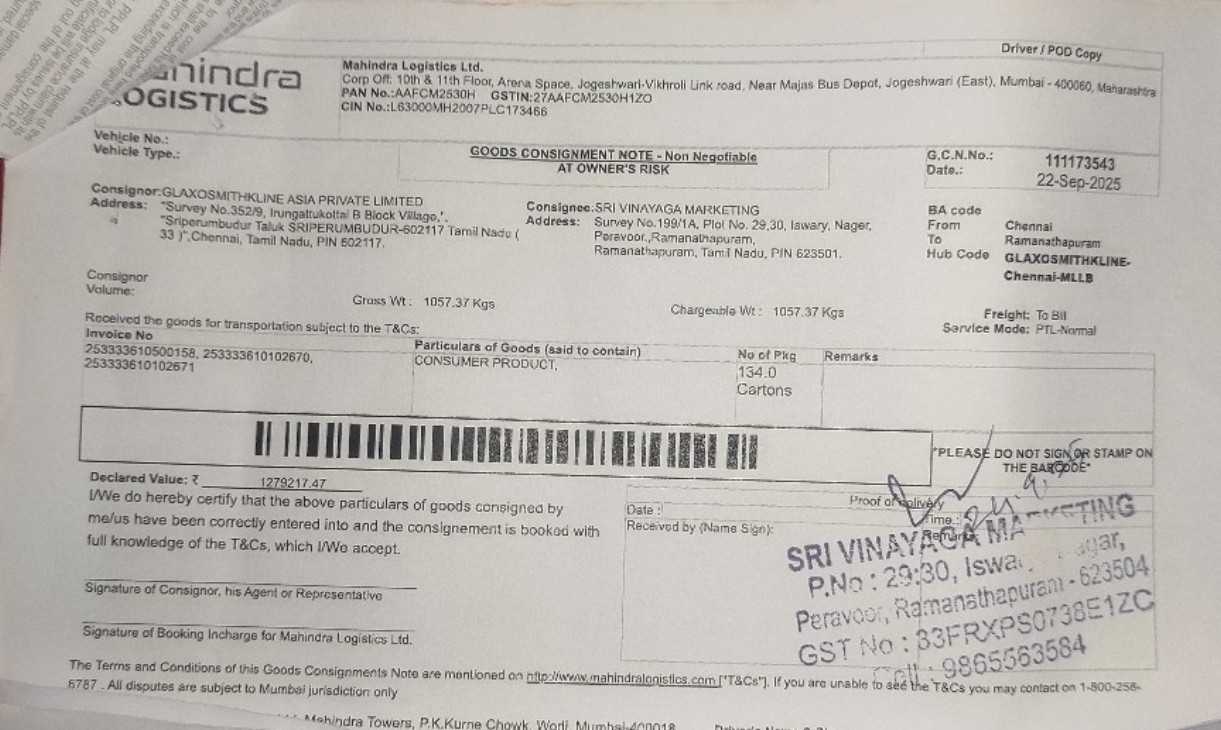 Driver / POD Copy
LOGISTICS
Mahindra Logistics Ltd.
Corp Off: 10th & 11th Floor, Arena Space, Jogeshwari-Vikhroli Link road, Near Majas Bus Depot, Jogeshwari (East), Mumbai - 400060, Maharashtra
PAN No.:AAFCM2530H GSTIN:27AAFCM2530H1ZO
CIN No.:L63000MH2007PLC173466
Vehicle No.:
Vehicle Type.:
GOODS CONSIGNMENT NOTE - Non Negotiable
AT OWNER'S RISK
G.C.N.No.: 111173543
Date.: 22-Sep-2025
Consignor:GLAXOSMITHKLINE ASIA PRIVATE LIMITED
Address: "Survey No.352/9, Irungattukottai B Block Village,".
"Sriperumbudur Taluk SRIPERUMBUDUR-602117 Tamil Nadu (
33 )",Chennai, Tamil Nadu, PIN 602117.
Consignee:SRI VINAYAGA MARKETING
Address: Survey No.199/1A, Plot No. 29,30, Iswary, Nager,
Peravoor.,Ramanathapuram,
Ramanathapuram, Tamil Nadu, PIN 623501.
BA code
From Chennai
To Ramanathapuram
Hub Code GLAXOSMITHKLINE-
Chennai-MLLB
Consignor
Volume:
Gross Wt : 1057.37 Kgs
Chargeable Wt : 1057.37 Kgs
Freight: To Bil
Service Mode: PTL-Normal
Received the goods for transportation subject to the T&Cs:
Invoice No
253333610500158, 253333610102670,
253333610102671
Particulars of Goods (said to contain)
CONSUMER PRODUCT,
No of Pkg
134.0
Cartons
Remarks
*PLEASE DO NOT SIGN OR STAMP ON
THE BARCODE*
Declared Value: ₹ 1279217.47
I/We do hereby certify that the above particulars of goods consigned by
me/us have been correctly entered into and the consignement is booked with
full knowledge of the T&Cs, which I/We accept.
Proof of delivery
Date :
Time :
Received by (Name Sign):
Remarks
SRI VINAYAGA MARKETING
P.No : 29:30, Iswa
Peravoor, Ramanathapuram - 623504
GST No : 33FRXPS0738E1ZC
Cell : 9865563584
Signature of Consignor, his Agent or Representative
Signature of Booking Incharge for Mahindra Logistics Ltd.
The Terms and Conditions of this Goods Consignments Note are mentioned on http://www.mahindralogistics.com ["T&Cs"]. If you are unable to see the T&Cs you may contact on 1-800-258-
6787 . All disputes are subject to Mumbai jurisdiction only
Mahindra Towers, P.K.Kurne Chowk, Worli, Mumbai-400018